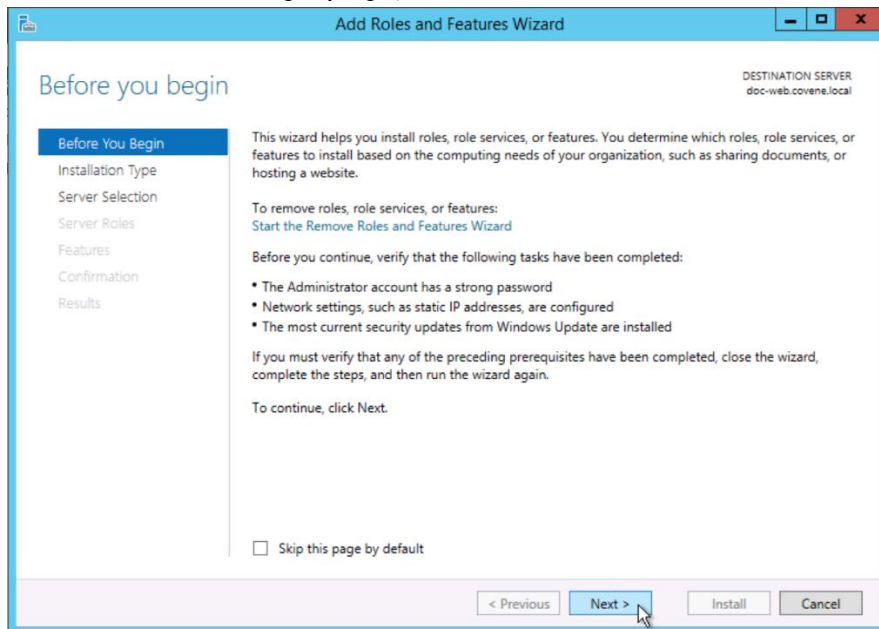 Add Roles and Features Wizard
Before you begin
DESTINATION SERVER
doc-web.covene.local
Before You Begin
Installation Type
Server Selection
Server Roles
Features
Confirmation
Results
This wizard helps you install roles, role services, or features. You determine which roles, role services, or
features to install based on the computing needs of your organization, such as sharing documents, or
hosting a website.
To remove roles, role services, or features:
Start the Remove Roles and Features Wizard
Before you continue, verify that the following tasks have been completed:
• The Administrator account has a strong password
• Network settings, such as static IP addresses, are configured
• The most current security updates from Windows Update are installed
If you must verify that any of the preceding prerequisites have been completed, close the wizard,
complete the steps, and then run the wizard again.
To continue, click Next.
Skip this page by default
< Previous
Next >
Install
Cancel